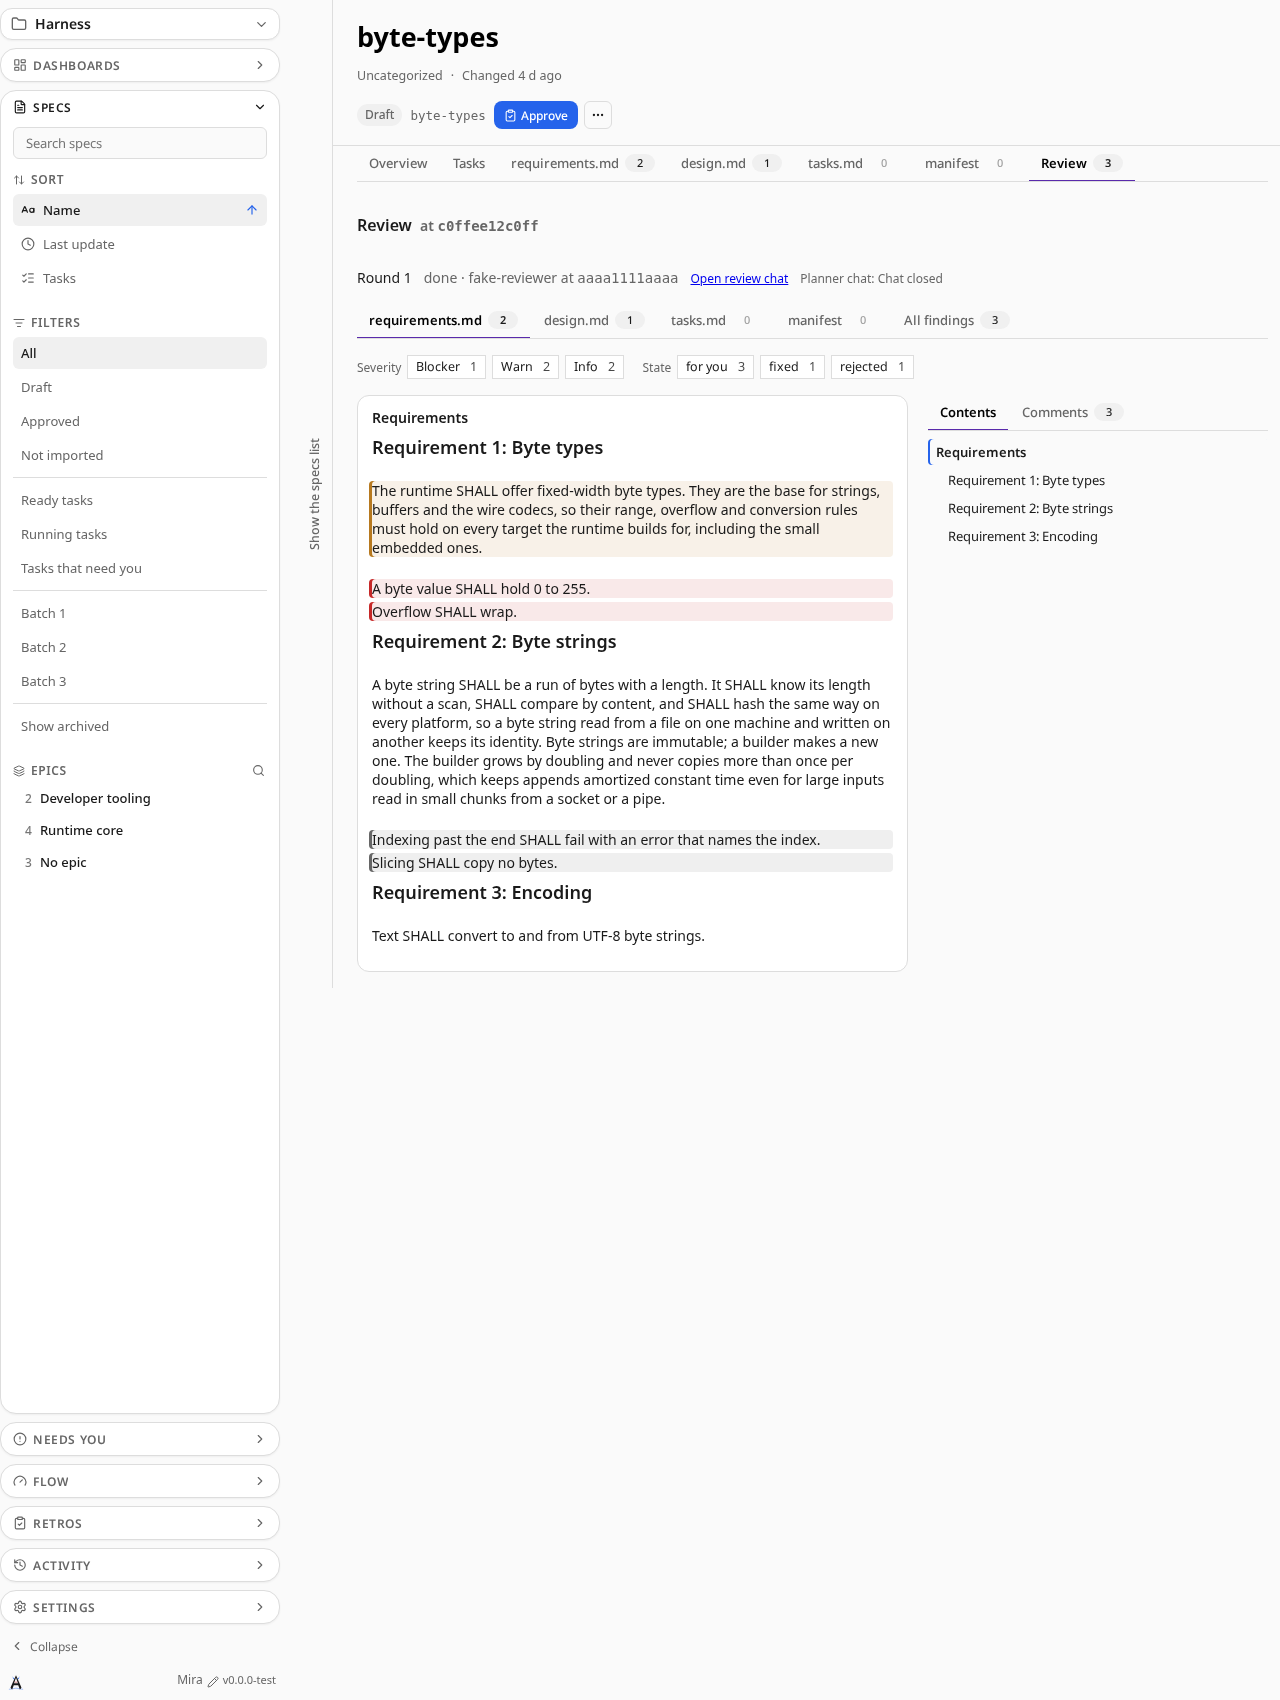 Harness
DASHBOARDS
SPECS
Search specs
SORT
Aa Name
Last update
Tasks
FILTERS
All
Draft
Approved
Not imported
Ready tasks
Running tasks
Tasks that need you
Batch 1
Batch 2
Batch 3
Show archived
EPICS
2 Developer tooling
4 Runtime core
3 No epic
NEEDS YOU
FLOW
RETROS
ACTIVITY
SETTINGS
Collapse
A Mira v0.0.0-test
Show the specs list
byte-types
Uncategorized · Changed 4 d ago
Draft byte-types Approve
Overview Tasks requirements.md 2 design.md 1 tasks.md 0 manifest 0 Review 3
Review at c0ffee12c0ff
Round 1 done · fake-reviewer at aaaa1111aaaa Open review chat Planner chat: Chat closed
requirements.md 2 design.md 1 tasks.md 0 manifest 0 All findings 3
Severity Blocker 1 Warn 2 Info 2 State for you 3 fixed 1 rejected 1
Requirements
Requirement 1: Byte types
The runtime SHALL offer fixed-width byte types. They are the base for strings,
buffers and the wire codecs, so their range, overflow and conversion rules
must hold on every target the runtime builds for, including the small
embedded ones.
A byte value SHALL hold 0 to 255.
Overflow SHALL wrap.
Requirement 2: Byte strings
A byte string SHALL be a run of bytes with a length. It SHALL know its length
without a scan, SHALL compare by content, and SHALL hash the same way on
every platform, so a byte string read from a file on one machine and written on
another keeps its identity. Byte strings are immutable; a builder makes a new
one. The builder grows by doubling and never copies more than once per
doubling, which keeps appends amortized constant time even for large inputs
read in small chunks from a socket or a pipe.
Indexing past the end SHALL fail with an error that names the index.
Slicing SHALL copy no bytes.
Requirement 3: Encoding
Text SHALL convert to and from UTF-8 byte strings.
Contents Comments 3
Requirements
Requirement 1: Byte types
Requirement 2: Byte strings
Requirement 3: Encoding